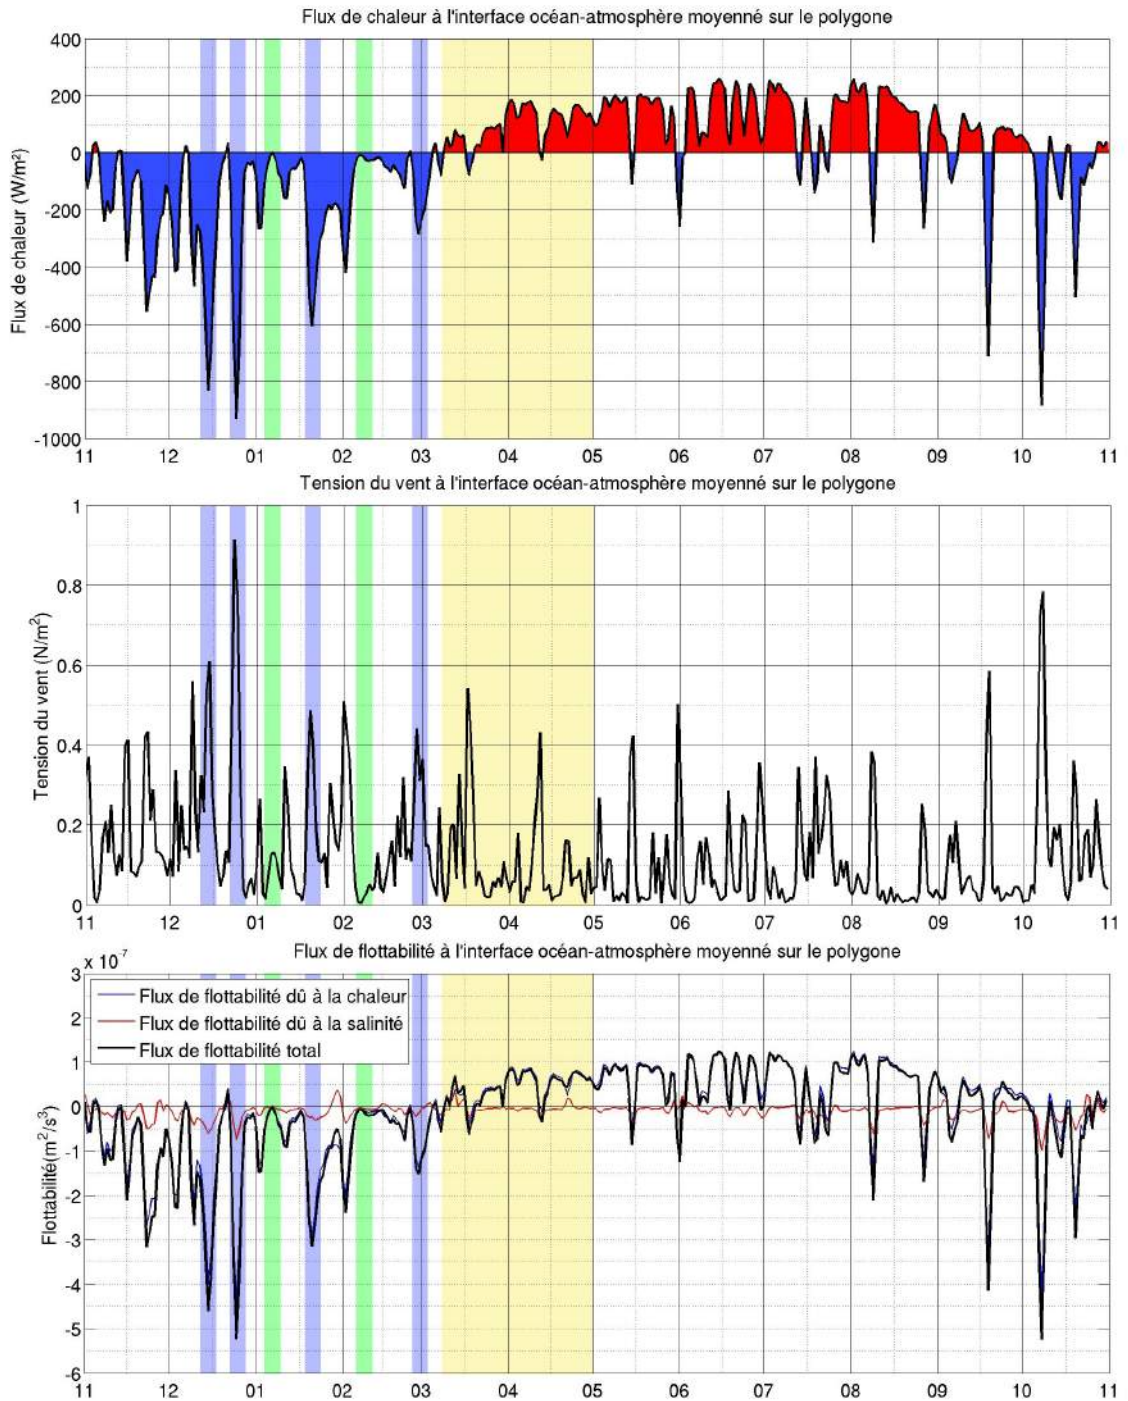 Flux de chaleur à l'interface océan-atmosphère moyenné sur le polygone
Flux de chaleur (W/m²)
400
200
0
-200
-400
-600
-800
-1000
11 12 01 02 03 04 05 06 07 08 09 10 11
Tension du vent à l'interface océan-atmosphère moyenné sur le polygone
Tension du vent (N/m²)
1
0.8
0.6
0.4
0.2
0
11 12 01 02 03 04 05 06 07 08 09 10 11
Flux de flottabilité à l'interface océan-atmosphère moyenné sur le polygone
x 10⁻⁷
Flottabilité(m²/s³)
3
2
1
0
-1
-2
-3
-4
-5
-6
Flux de flottabilité dû à la chaleur
Flux de flottabilité dû à la salinité
Flux de flottabilité total
11 12 01 02 03 04 05 06 07 08 09 10 11